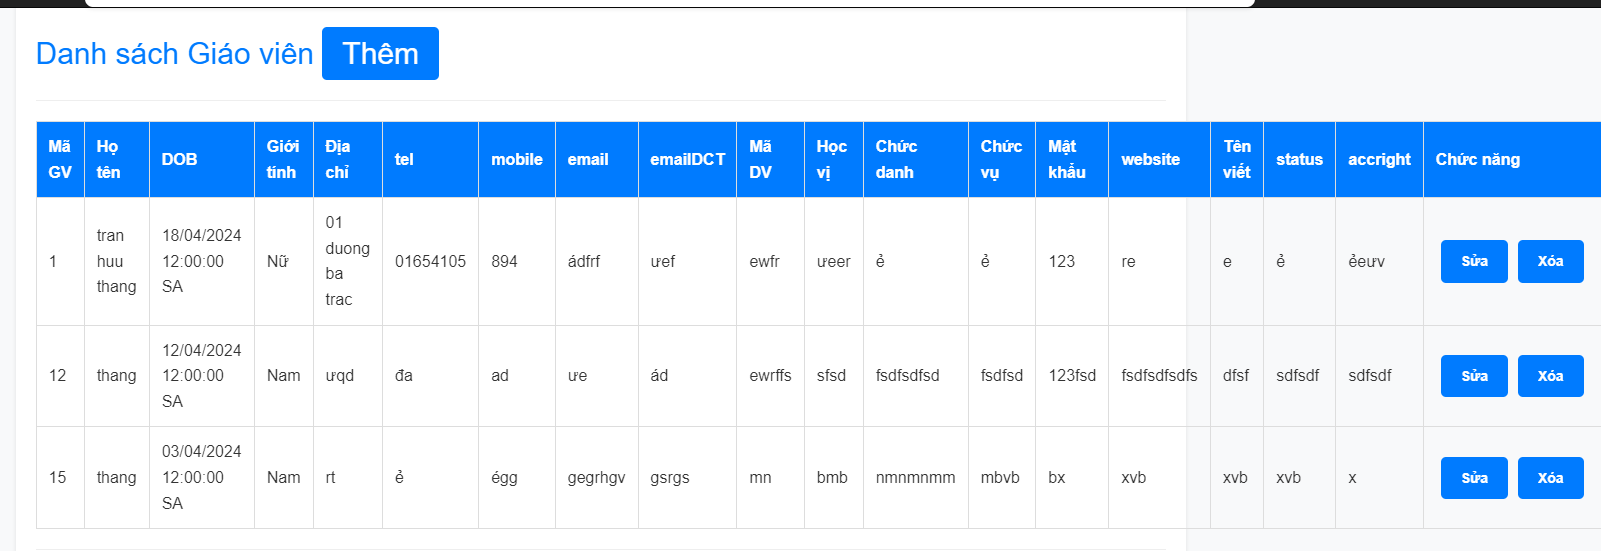 Danh sách Giáo viên Thêm
Mã GV Họ tên DOB Giới tính Địa chỉ tel mobile email emailDCT Mã DV Học vị Chức danh Chức vụ Mật khẩu website Tên viết status accright Chức năng
1 tran huu thang 18/04/2024 12:00:00 SA Nữ 01 duong ba trac 01654105 894 ádfrf ưef ewfr ưeer ẻ ẻ 123 re e ẻ ẻeưv Sửa Xóa
12 thang 12/04/2024 12:00:00 SA Nam ưqd đa ad ưe ád ewrffs sfsd fsdfsdfsd fsdfsd 123fsd fsdfsdfsdfs dfsf sdfsdf sdfsdf Sửa Xóa
15 thang 03/04/2024 12:00:00 SA Nam rt ẻ égg gegrhgv gsrgs mn bmb nmnmnmm mbvb bx xvb xvb xvb x Sửa Xóa